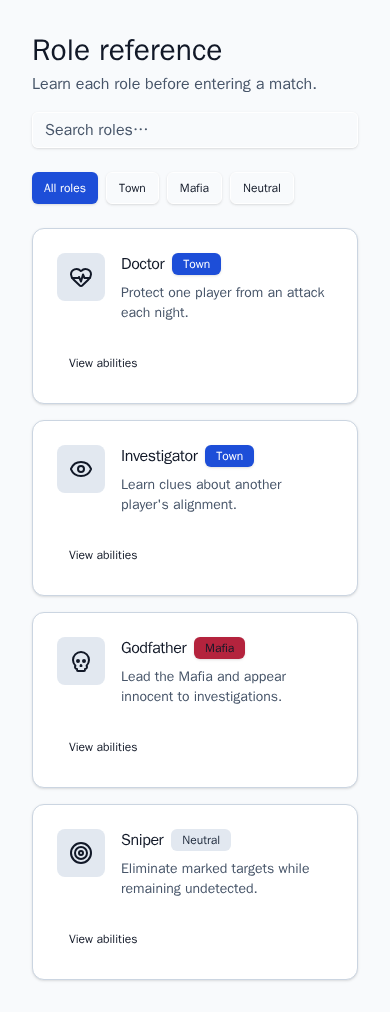 Role reference
Learn each role before entering a match.
Search roles···
All roles
Town
Mafia
Neutral
Doctor
Town
Protect one player from an attack
each night.
View abilities
Investigator
Town
Learn clues about another
player's alignment.
View abilities
Godfather
Mafia
Lead the Mafia and appear
innocent to investigations.
View abilities
Sniper
Neutral
Eliminate marked targets while
remaining undetected.
View abilities